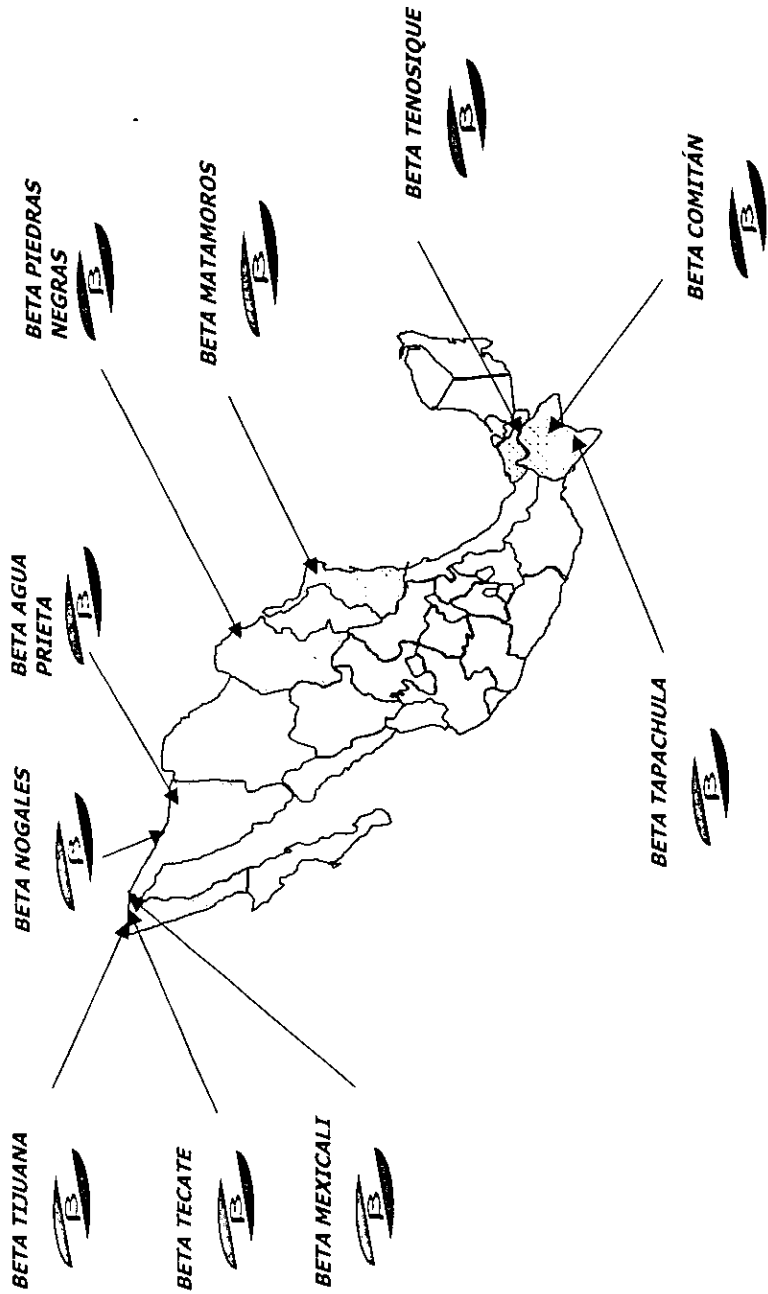 BETA TIJUANA
B
BETA TECATE
B
BETA MEXICALI
B
BETA NOGALES
B
BETA AGUA
PRIETA
B
BETA PIEDRAS
NEGRAS
B
BETA MATAMOROS
B
BETA TENOSIQUE
B
BETA COMITÁN
B
BETA TAPACHULA
B